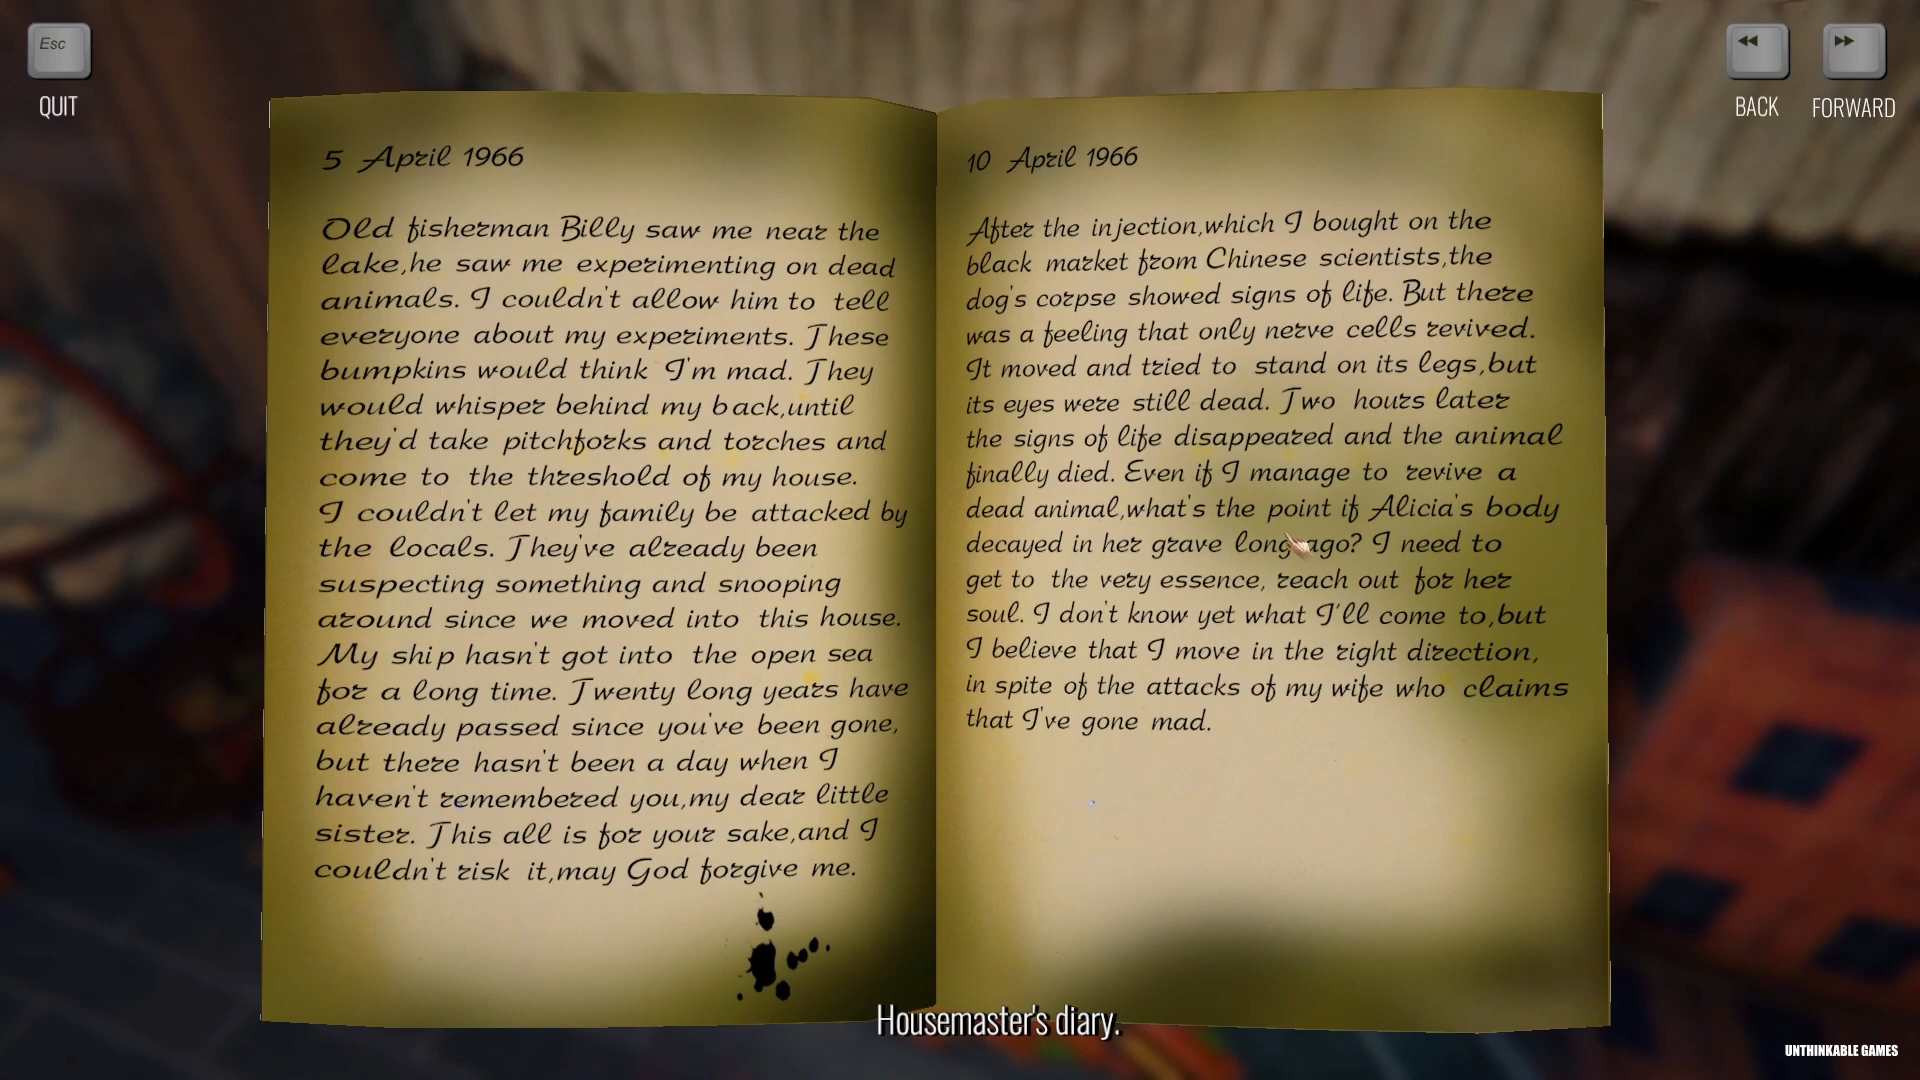 Esc
QUIT
BACK
FORWARD
5 April 1966
Old fisherman Billy saw me near the
lake,he saw me experimenting on dead
animals. I couldn't allow him to tell
everyone about my experiments. These
bumpkins would think I'm mad. They
would whisper behind my back,until
they'd take pitchforks and torches and
come to the threshold of my house.
I couldn't let my family be attacked by
the locals. They've already been
suspecting something and snooping
around since we moved into this house.
My ship hasn't got into the open sea
for a long time. Twenty long years have
already passed since you've been gone,
but there hasn't been a day when I
haven't remembered you,my dear little
sister. This all is for your sake,and I
couldn't risk it,may God forgive me.
10 April 1966
After the injection,which I bought on the
black market from Chinese scientists,the
dog's corpse showed signs of life. But there
was a feeling that only nerve cells revived.
It moved and tried to stand on its legs,but
its eyes were still dead. Two hours later
the signs of life disappeared and the animal
finally died. Even if I manage to revive a
dead animal,what's the point if Alicia's body
decayed in her grave long ago? I need to
get to the very essence, reach out for her
soul. I don't know yet what I'll come to,but
I believe that I move in the right direction,
in spite of the attacks of my wife who claims
that I've gone mad.
Housemaster's diary.
UNTHINKABLE GAMES